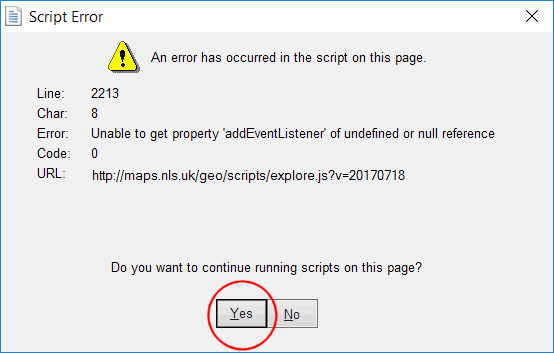 Script Error
An error has occurred in the script on this page.
Line: 2213
Char: 8
Error: Unable to get property 'addEventListener' of undefined or null reference
Code: 0
URL: http://maps.nls.uk/geo/scripts/explore.js?v=20170718
Do you want to continue running scripts on this page?
Yes No